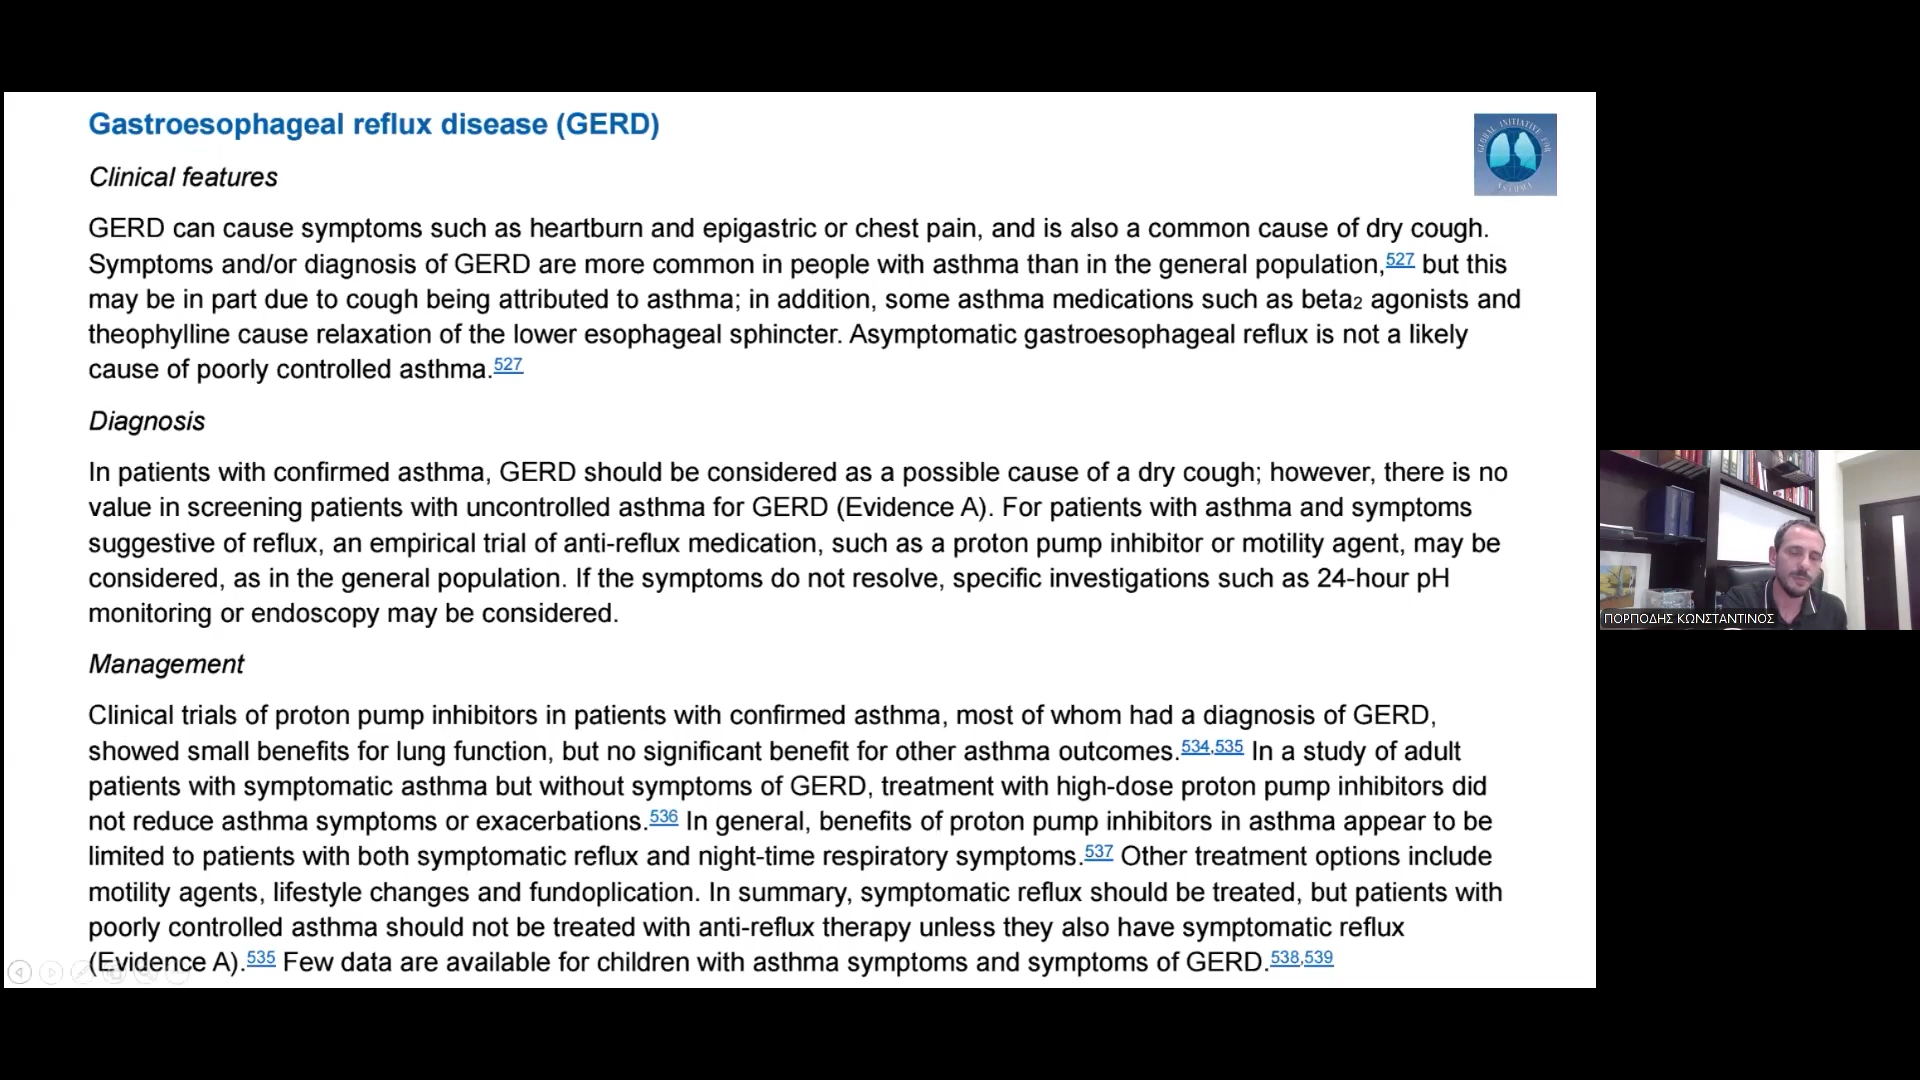 Gastroesophageal reflux disease (GERD)
GLOBAL INITIATIVE FOR
ASTHMA
Clinical features
GERD can cause symptoms such as heartburn and epigastric or chest pain, and is also a common cause of dry cough.
Symptoms and/or diagnosis of GERD are more common in people with asthma than in the general population,527 but this
may be in part due to cough being attributed to asthma; in addition, some asthma medications such as beta2 agonists and
theophylline cause relaxation of the lower esophageal sphincter. Asymptomatic gastroesophageal reflux is not a likely
cause of poorly controlled asthma.527
Diagnosis
In patients with confirmed asthma, GERD should be considered as a possible cause of a dry cough; however, there is no
value in screening patients with uncontrolled asthma for GERD (Evidence A). For patients with asthma and symptoms
suggestive of reflux, an empirical trial of anti-reflux medication, such as a proton pump inhibitor or motility agent, may be
considered, as in the general population. If the symptoms do not resolve, specific investigations such as 24-hour pH
monitoring or endoscopy may be considered.
Management
Clinical trials of proton pump inhibitors in patients with confirmed asthma, most of whom had a diagnosis of GERD,
showed small benefits for lung function, but no significant benefit for other asthma outcomes.534,535 In a study of adult
patients with symptomatic asthma but without symptoms of GERD, treatment with high-dose proton pump inhibitors did
not reduce asthma symptoms or exacerbations.536 In general, benefits of proton pump inhibitors in asthma appear to be
limited to patients with both symptomatic reflux and night-time respiratory symptoms.537 Other treatment options include
motility agents, lifestyle changes and fundoplication. In summary, symptomatic reflux should be treated, but patients with
poorly controlled asthma should not be treated with anti-reflux therapy unless they also have symptomatic reflux
(Evidence A).535 Few data are available for children with asthma symptoms and symptoms of GERD.538,539
ΠΟΡΠΟΔΗΣ ΚΩΝΣΤΑΝΤΙΝΟΣ